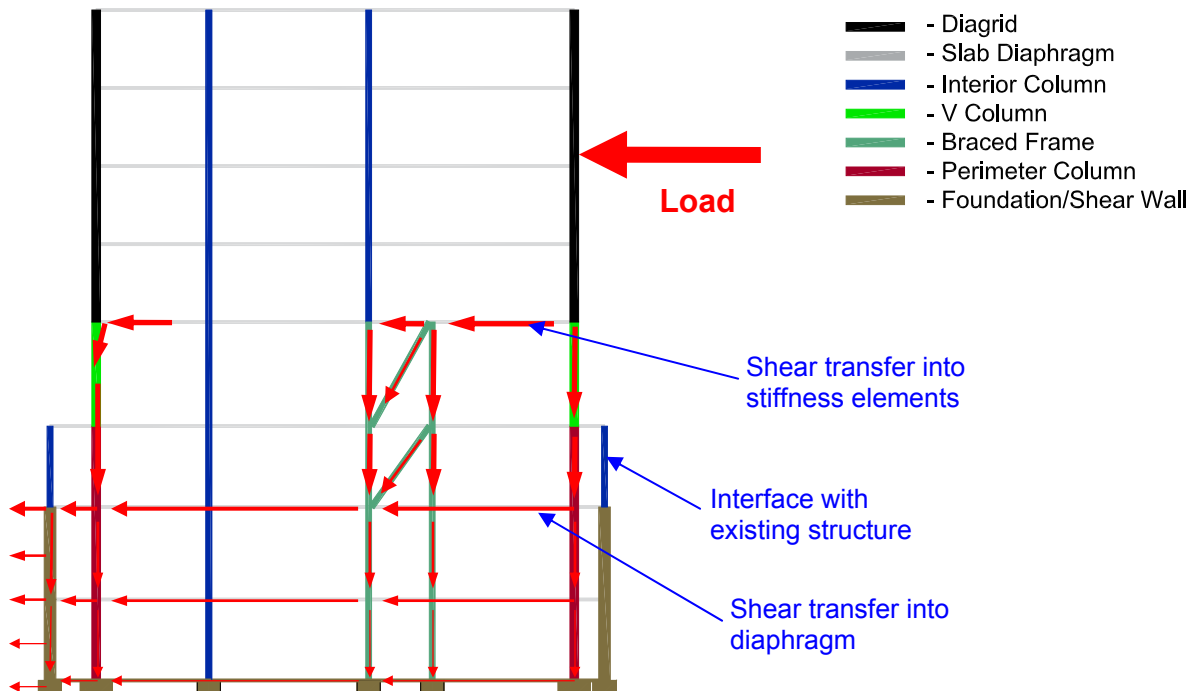 - Diagrid
- Slab Diaphragm
- Interior Column
- V Column
- Braced Frame
- Perimeter Column
- Foundation/Shear Wall
Load
Shear transfer into
stiffness elements
Interface with
existing structure
Shear transfer into
diaphragm